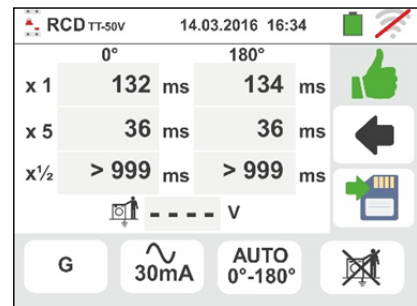 RCD TT-50V 14.03.2016 16:34
0° 180°
x 1 132 ms 134 ms
x 5 36 ms 36 ms
x½ > 999 ms > 999 ms
- - - - V
G 30mA AUTO
0°-180°